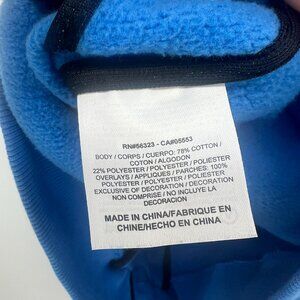 RN#56323 - CA#05553
BODY / CORPS / CUERPO: 78% COTTON /
COTON / ALGODON
22% POLYESTER / POLYESTER / POLIESTER
OVERLAYS / APPLIQUES / PARCHES: 100%
POLYESTER / POLYESTER / POLIESTER
EXCLUSIVE OF DECORATION / DECORATION
NON COMPRISE / NO INCLUYE LA
DECORACION
MADE IN CHINA/FABRIQUE EN
CHINE/HECHO EN CHINA